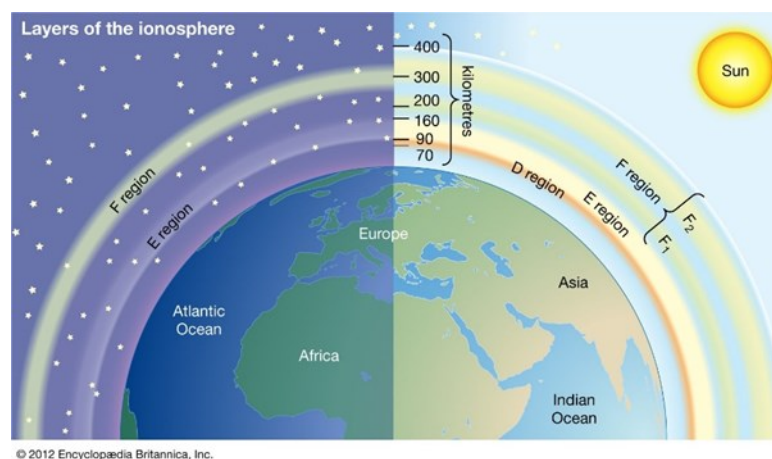 Layers of the ionosphere
400
300
200
160
90
70
kilometres
Sun
F region
E region
D region
E region
F region
F₂
F₁
Europe
Asia
Atlantic
Ocean
Africa
Indian
Ocean
© 2012 Encyclopædia Britannica, Inc.